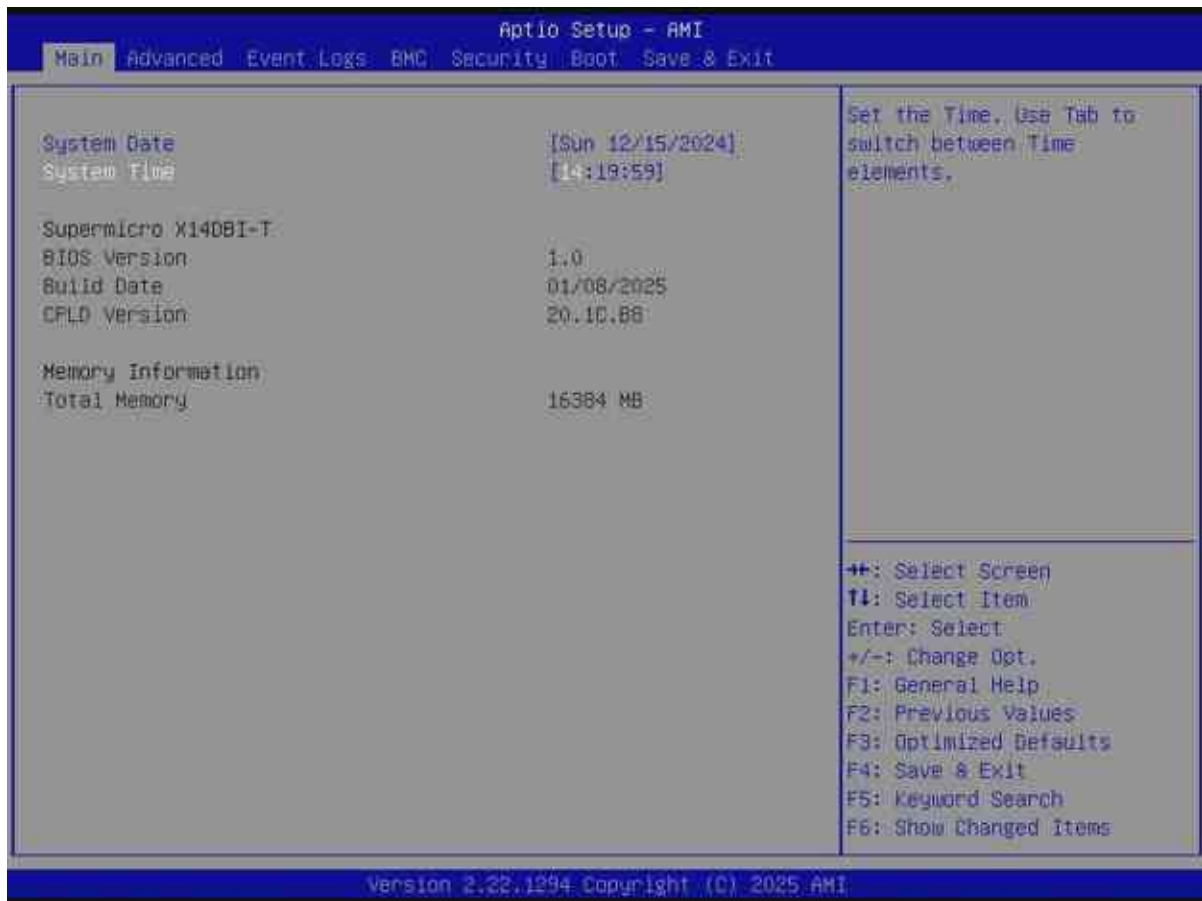 Aptio Setup - AMI
Main Advanced Event Logs BMC Security Boot Save & Exit
System Date [Sun 12/15/2024]
System Time [14:19:59]
Supermicro X14DBI-T
BIOS Version 1.0
Build Date 01/08/2025
CPLD Version
Memory Information
Total Memory 16384 MB
Set the Time. Use Tab to
switch between Time
elements.
→←: Select Screen
↑↓: Select Item
Enter: Select
+/-: Change Opt.
F1: General Help
F2: Previous Values
F3: Optimized Defaults
F4: Save & Exit
F5: Keyword Search
F6: Show Changed Items
Version 2.22.1294 Copyright (C) 2025 AMI